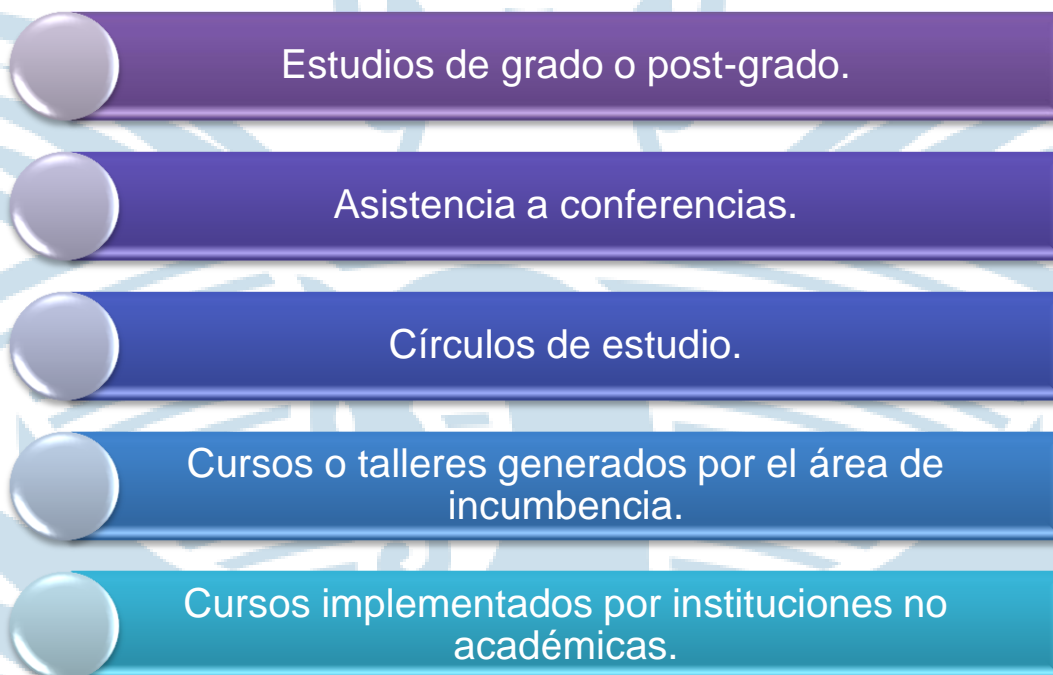 Estudios de grado o post-grado.
Asistencia a conferencias.
Círculos de estudio.
Cursos o talleres generados por el área de
incumbencia.
Cursos implementados por instituciones no
académicas.